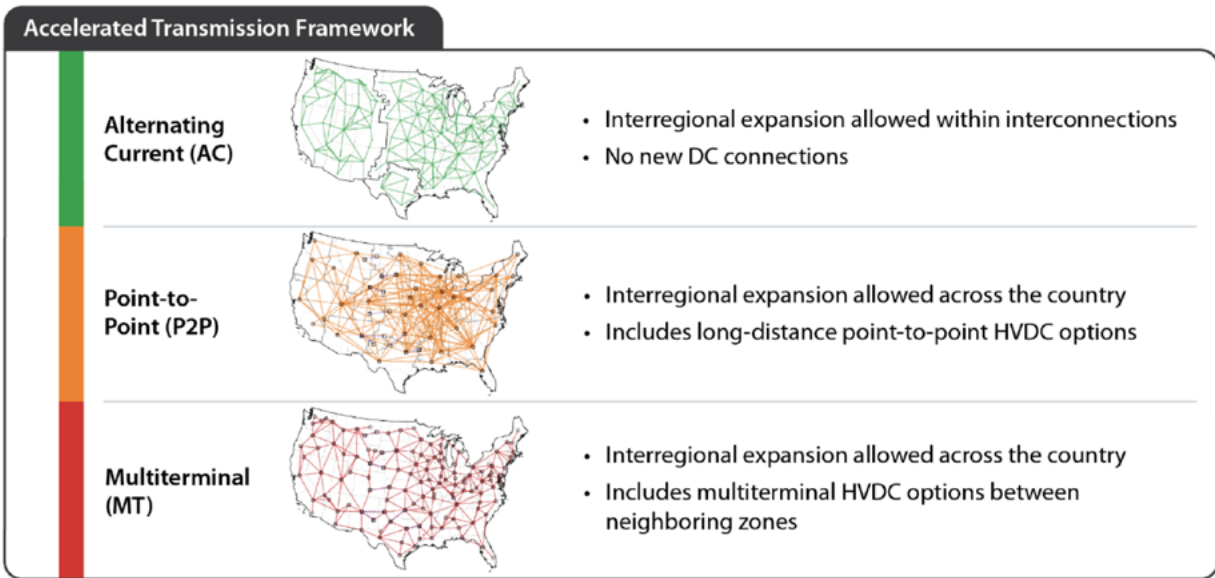 Accelerated Transmission Framework
Alternating
Current (AC)
• Interregional expansion allowed within interconnections
• No new DC connections
Point-to-
Point (P2P)
• Interregional expansion allowed across the country
• Includes long-distance point-to-point HVDC options
Multiterminal
(MT)
• Interregional expansion allowed across the country
• Includes multiterminal HVDC options between
neighboring zones